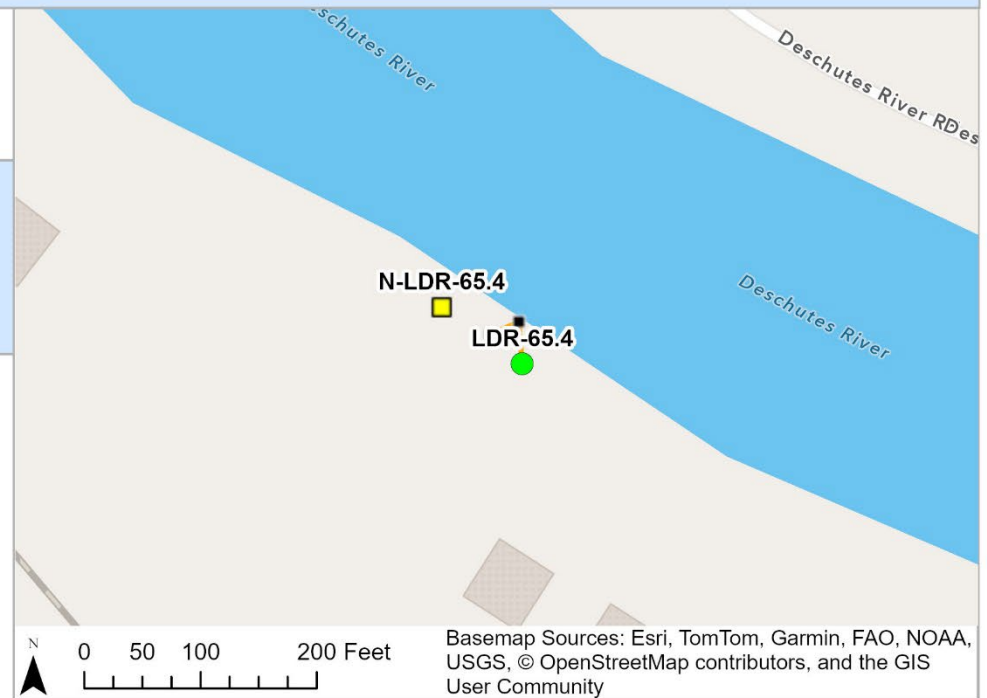 Deschutes River
Deschutes River RD
Des
N-LDR-65.4
LDR-65.4
Deschutes River
N
0 50 100 200 Feet
Basemap Sources: Esri, TomTom, Garmin, FAO, NOAA,
USGS, © OpenStreetMap contributors, and the GIS
User Community